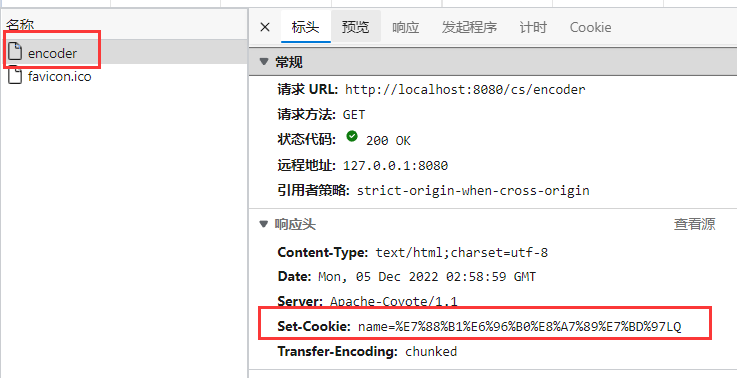 名称
encoder
favicon.ico
标头 预览 响应 发起程序 计时 Cookie
常规
请求 URL: http://localhost:8080/cs/encoder
请求方法: GET
状态代码: 200 OK
远程地址: 127.0.0.1:8080
引用者策略: strict-origin-when-cross-origin
响应头 查看源
Content-Type: text/html;charset=utf-8
Date: Mon, 05 Dec 2022 02:58:59 GMT
Server: Apache-Coyote/1.1
Set-Cookie: name=%E7%88%B1%E6%96%B0%E8%A7%89%E7%BD%97LQ
Transfer-Encoding: chunked